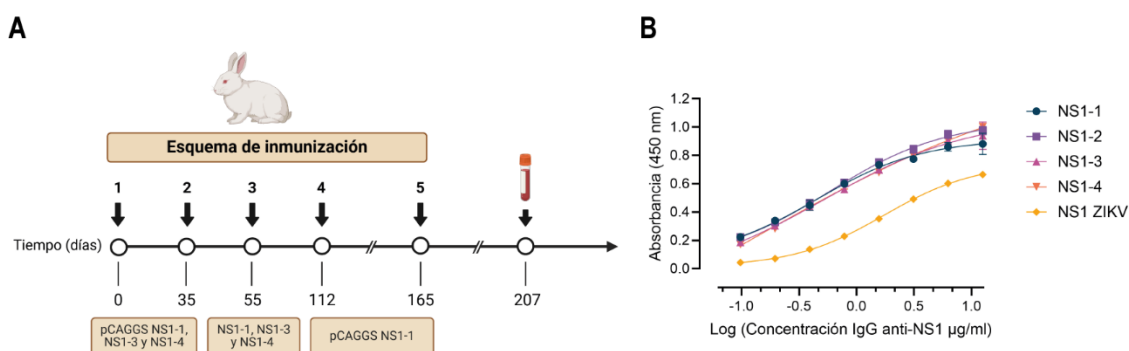 A
Esquema de inmunización
1 2 3 4 5
Tiempo (días)
0 35 55 112 165 207
pCAGGS NS1-1,
NS1-3 y NS1-4
NS1-1, NS1-3
y NS1-4
pCAGGS NS1-1
B
Absorbancia (450 nm)
1.2
1.0
0.8
0.6
0.4
0.2
0.0
-1.0 -0.5 0.0 0.5 1.0
Log (Concentración IgG anti-NS1 µg/ml)
NS1-1
NS1-2
NS1-3
NS1-4
NS1 ZIKV